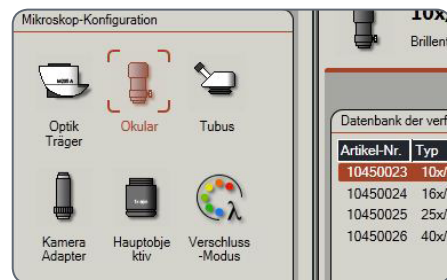 Mikroskop-Konfiguration
Optik
Träger
Okular
Tubus
Kamera
Adapter
Hauptobje
ktiv
Verschluss
-Modus
10x
Brillent
Datenbank der verf
Artikel-Nr. Typ
10450023 10x/
10450024 16x/
10450025 25x/
10450026 40x/